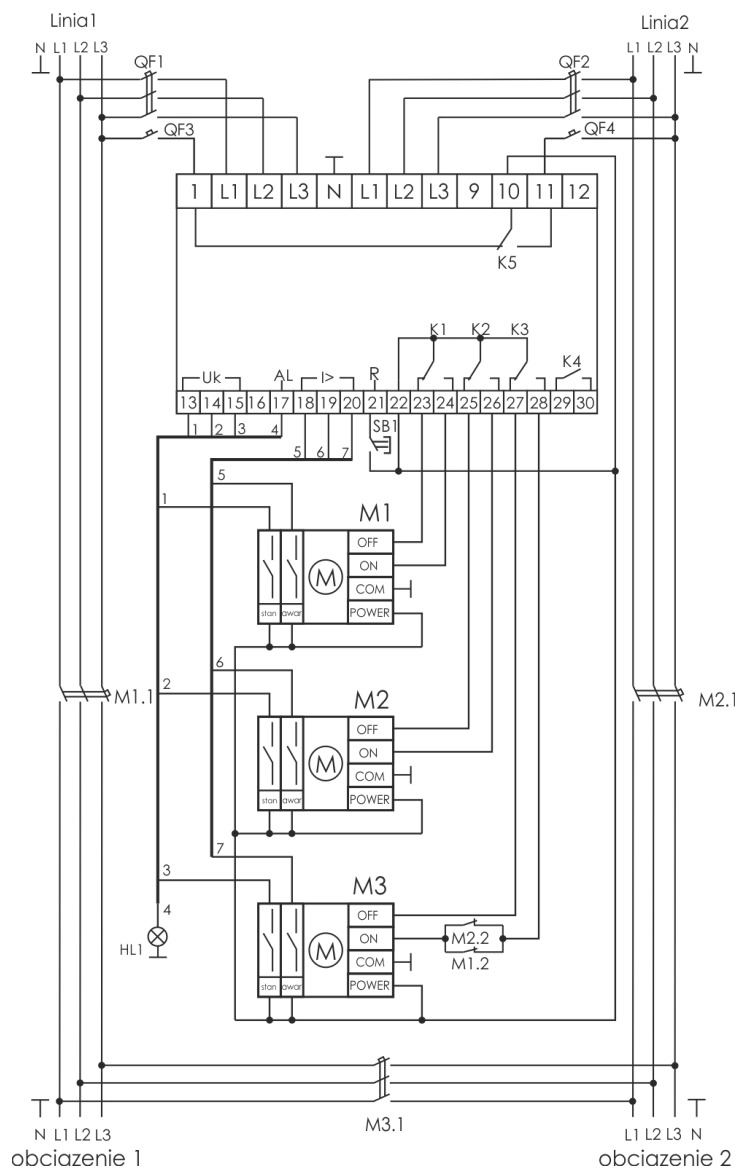 Linia1 Linia2
N L1 L2 L3 L1 L2 L3 N
QF1 QF2
QF3 QF4
1 L1 L2 L3 N L1 L2 L3 9 10 11 12
K5
K1 K2 K3
K4
Uk AL I> R
13 14 15 16 17 18 19 20 21 22 23 24 25 26 27 28 29 30
1 2 3 4 SB1
5 6 7
5
1
M1
OFF
ON
M
COM
stan awar POWER
6
2
M1.1 M2.1
M2
OFF
ON
M
COM
stan awar POWER
7
3
M3
4
OFF
HL1
ON
M
M2.2
COM
M1.2
stan awar POWER
M3.1
N L1 L2 L3 L1 L2 L3 N
obciazenie 1 obciazenie 2